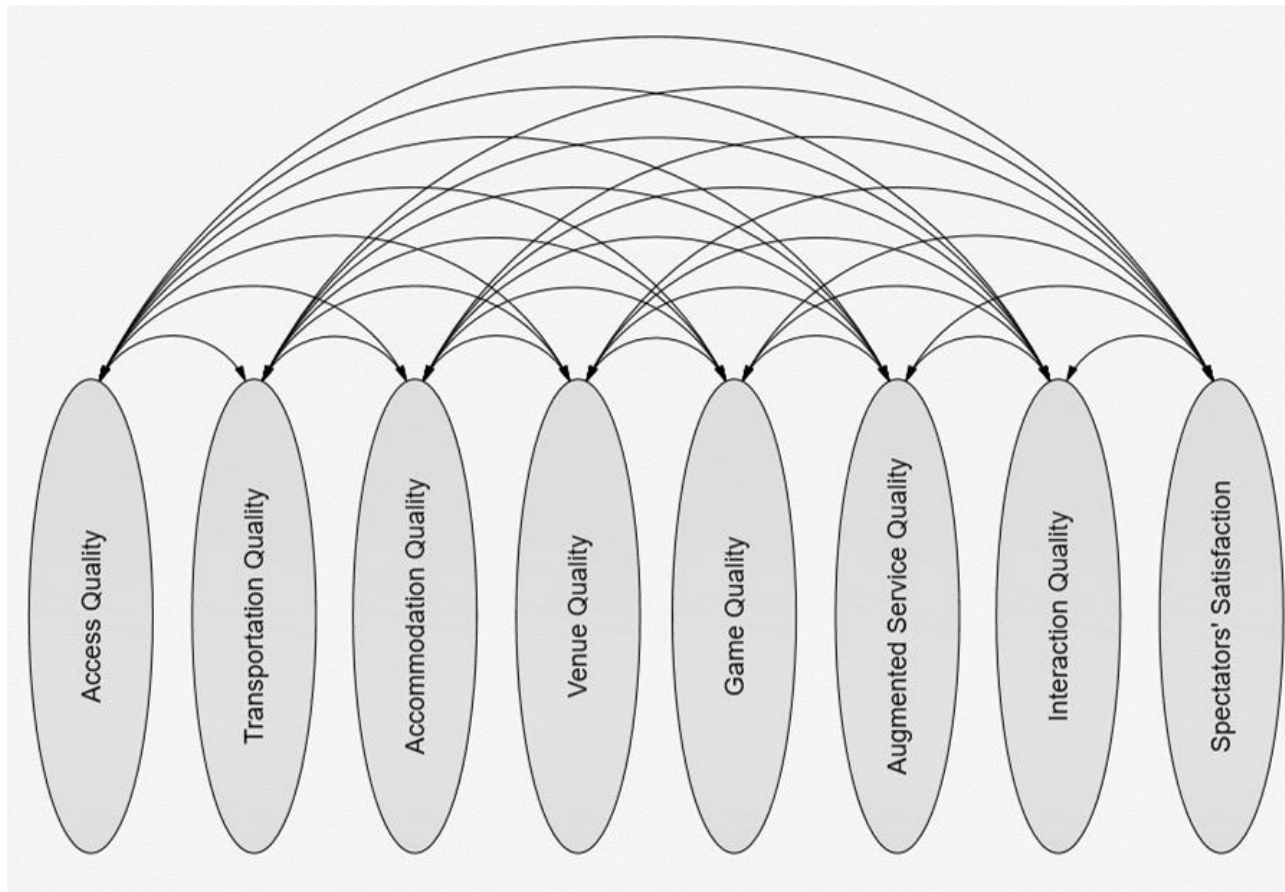 Access Quality
Transportation Quality
Accommodation Quality
Venue Quality
Game Quality
Augmented Service Quality
Interaction Quality
Spectators' Satisfaction